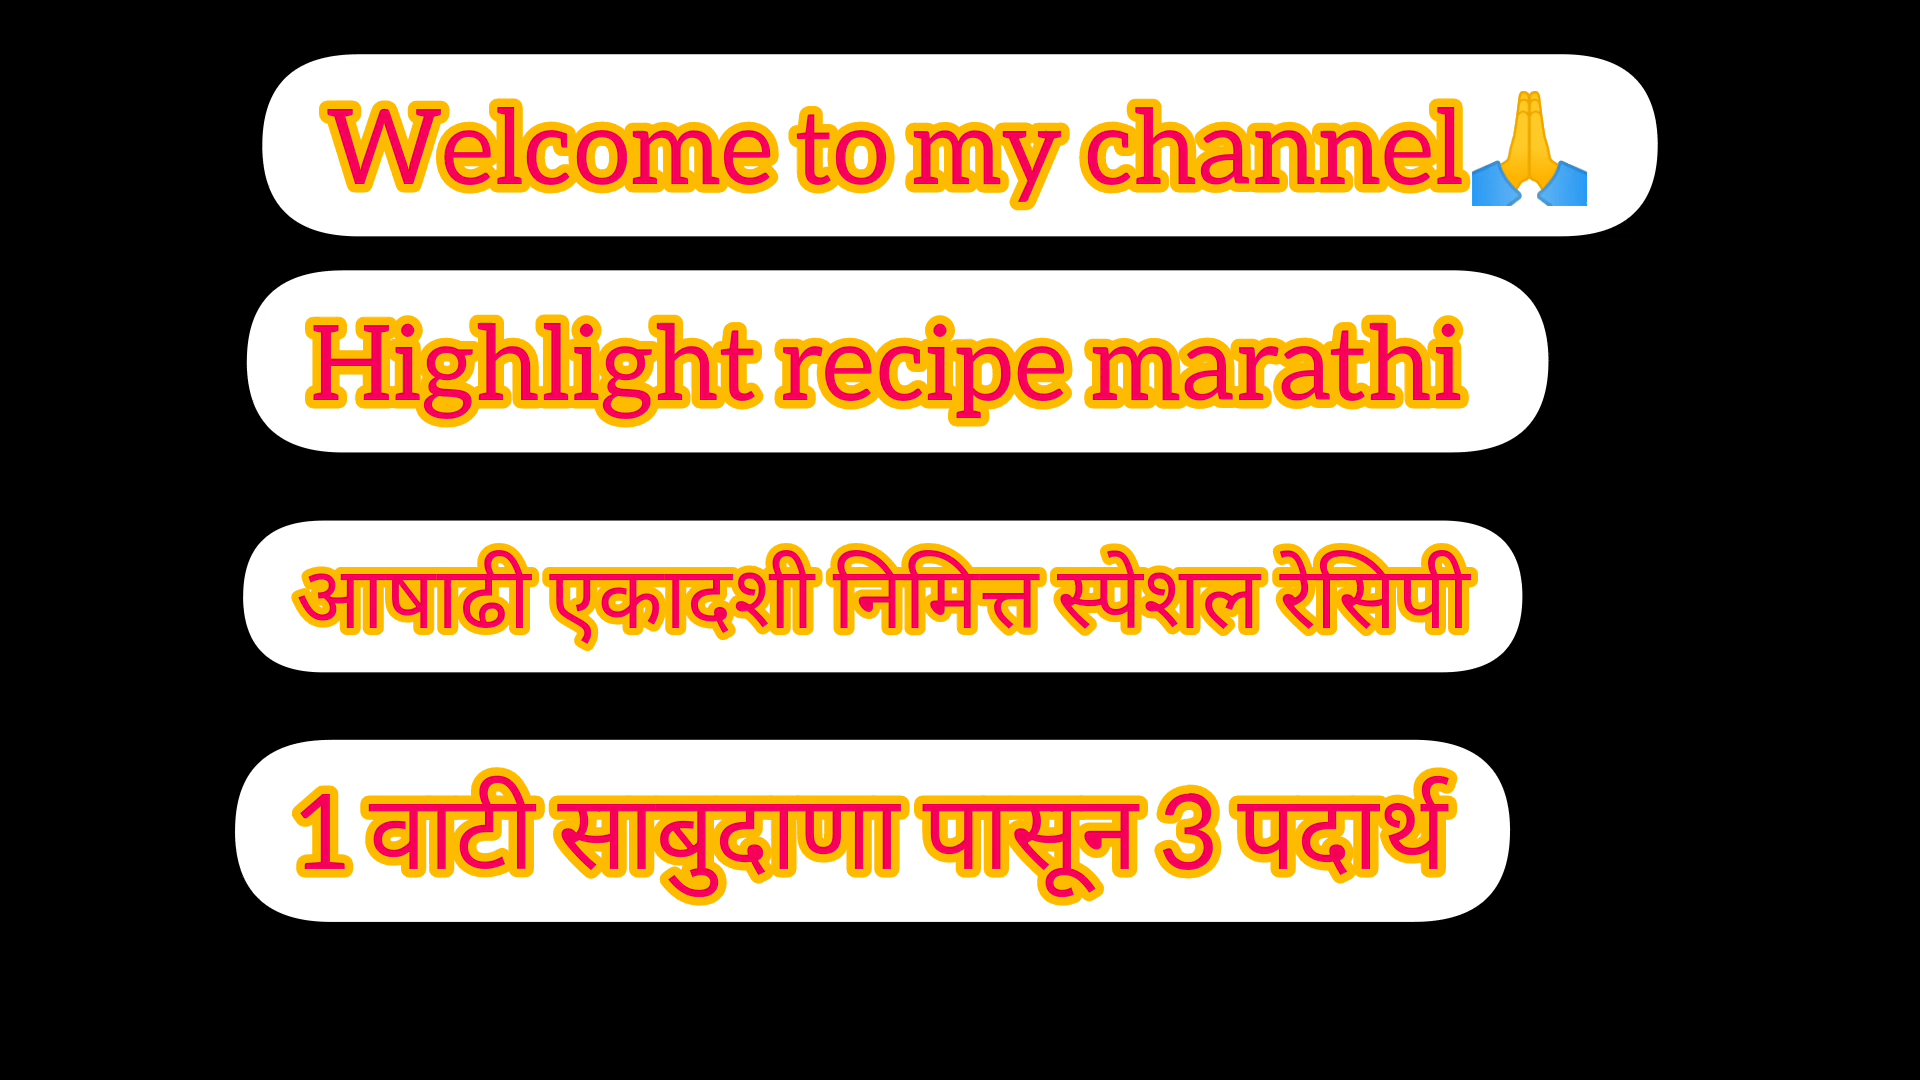 Welcome to my channel🙏
Highlight recipe marathi
आषाढी एकादशी निमित्त स्पेशल रेसिपी
1 वाटी साबुदाणा पासून 3 पदार्थ